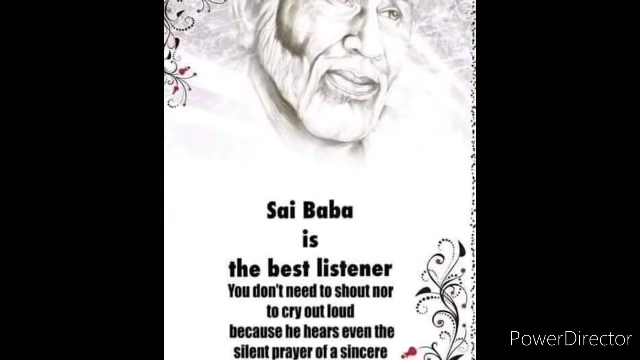 Sai Baba
is
the best listener
You don't need to shout nor
to cry out loud
because he hears even the
silent prayer of a sincere
PowerDirector